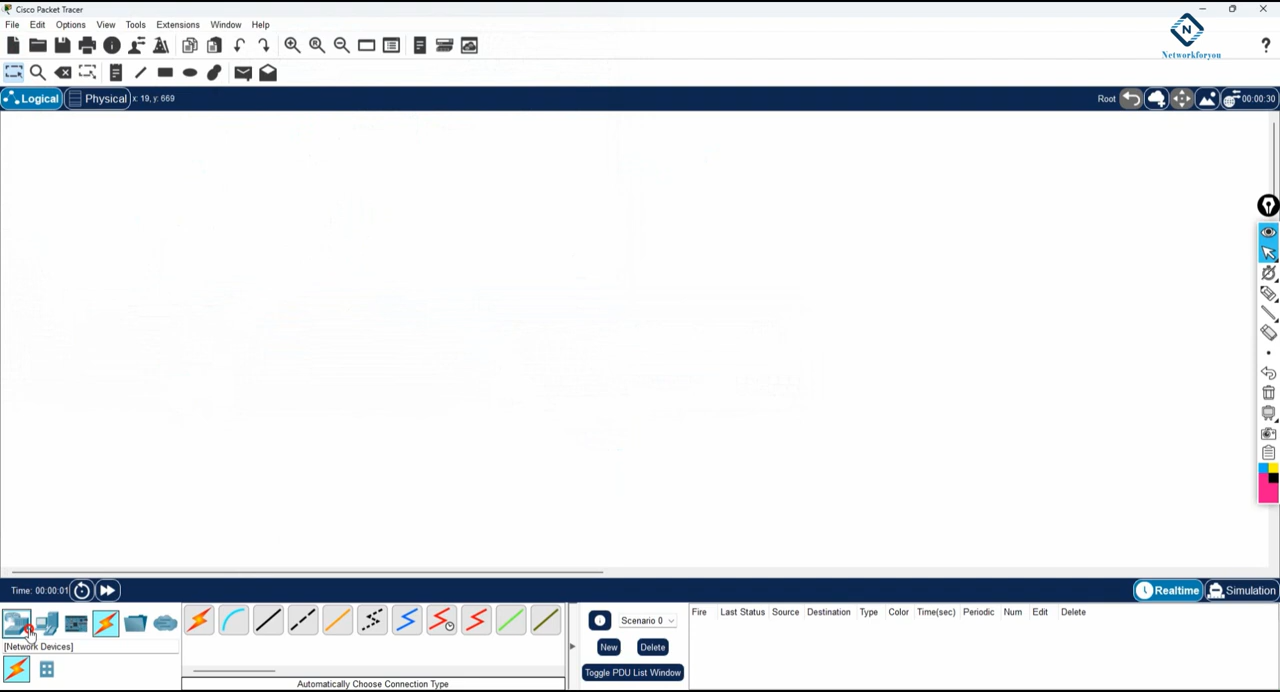 Cisco Packet Tracer
File Edit Options View Tools Extensions Window Help
N
Networkforyou
?
Logical Physical x: 19, y: 669 Root 00:00:30
Time: 00:00:01 Realtime Simulation
[Network Devices]
Automatically Choose Connection Type
Scenario 0
New Delete
Toggle PDU List Window
Fire Last Status Source Destination Type Color Time(sec) Periodic Num Edit Delete